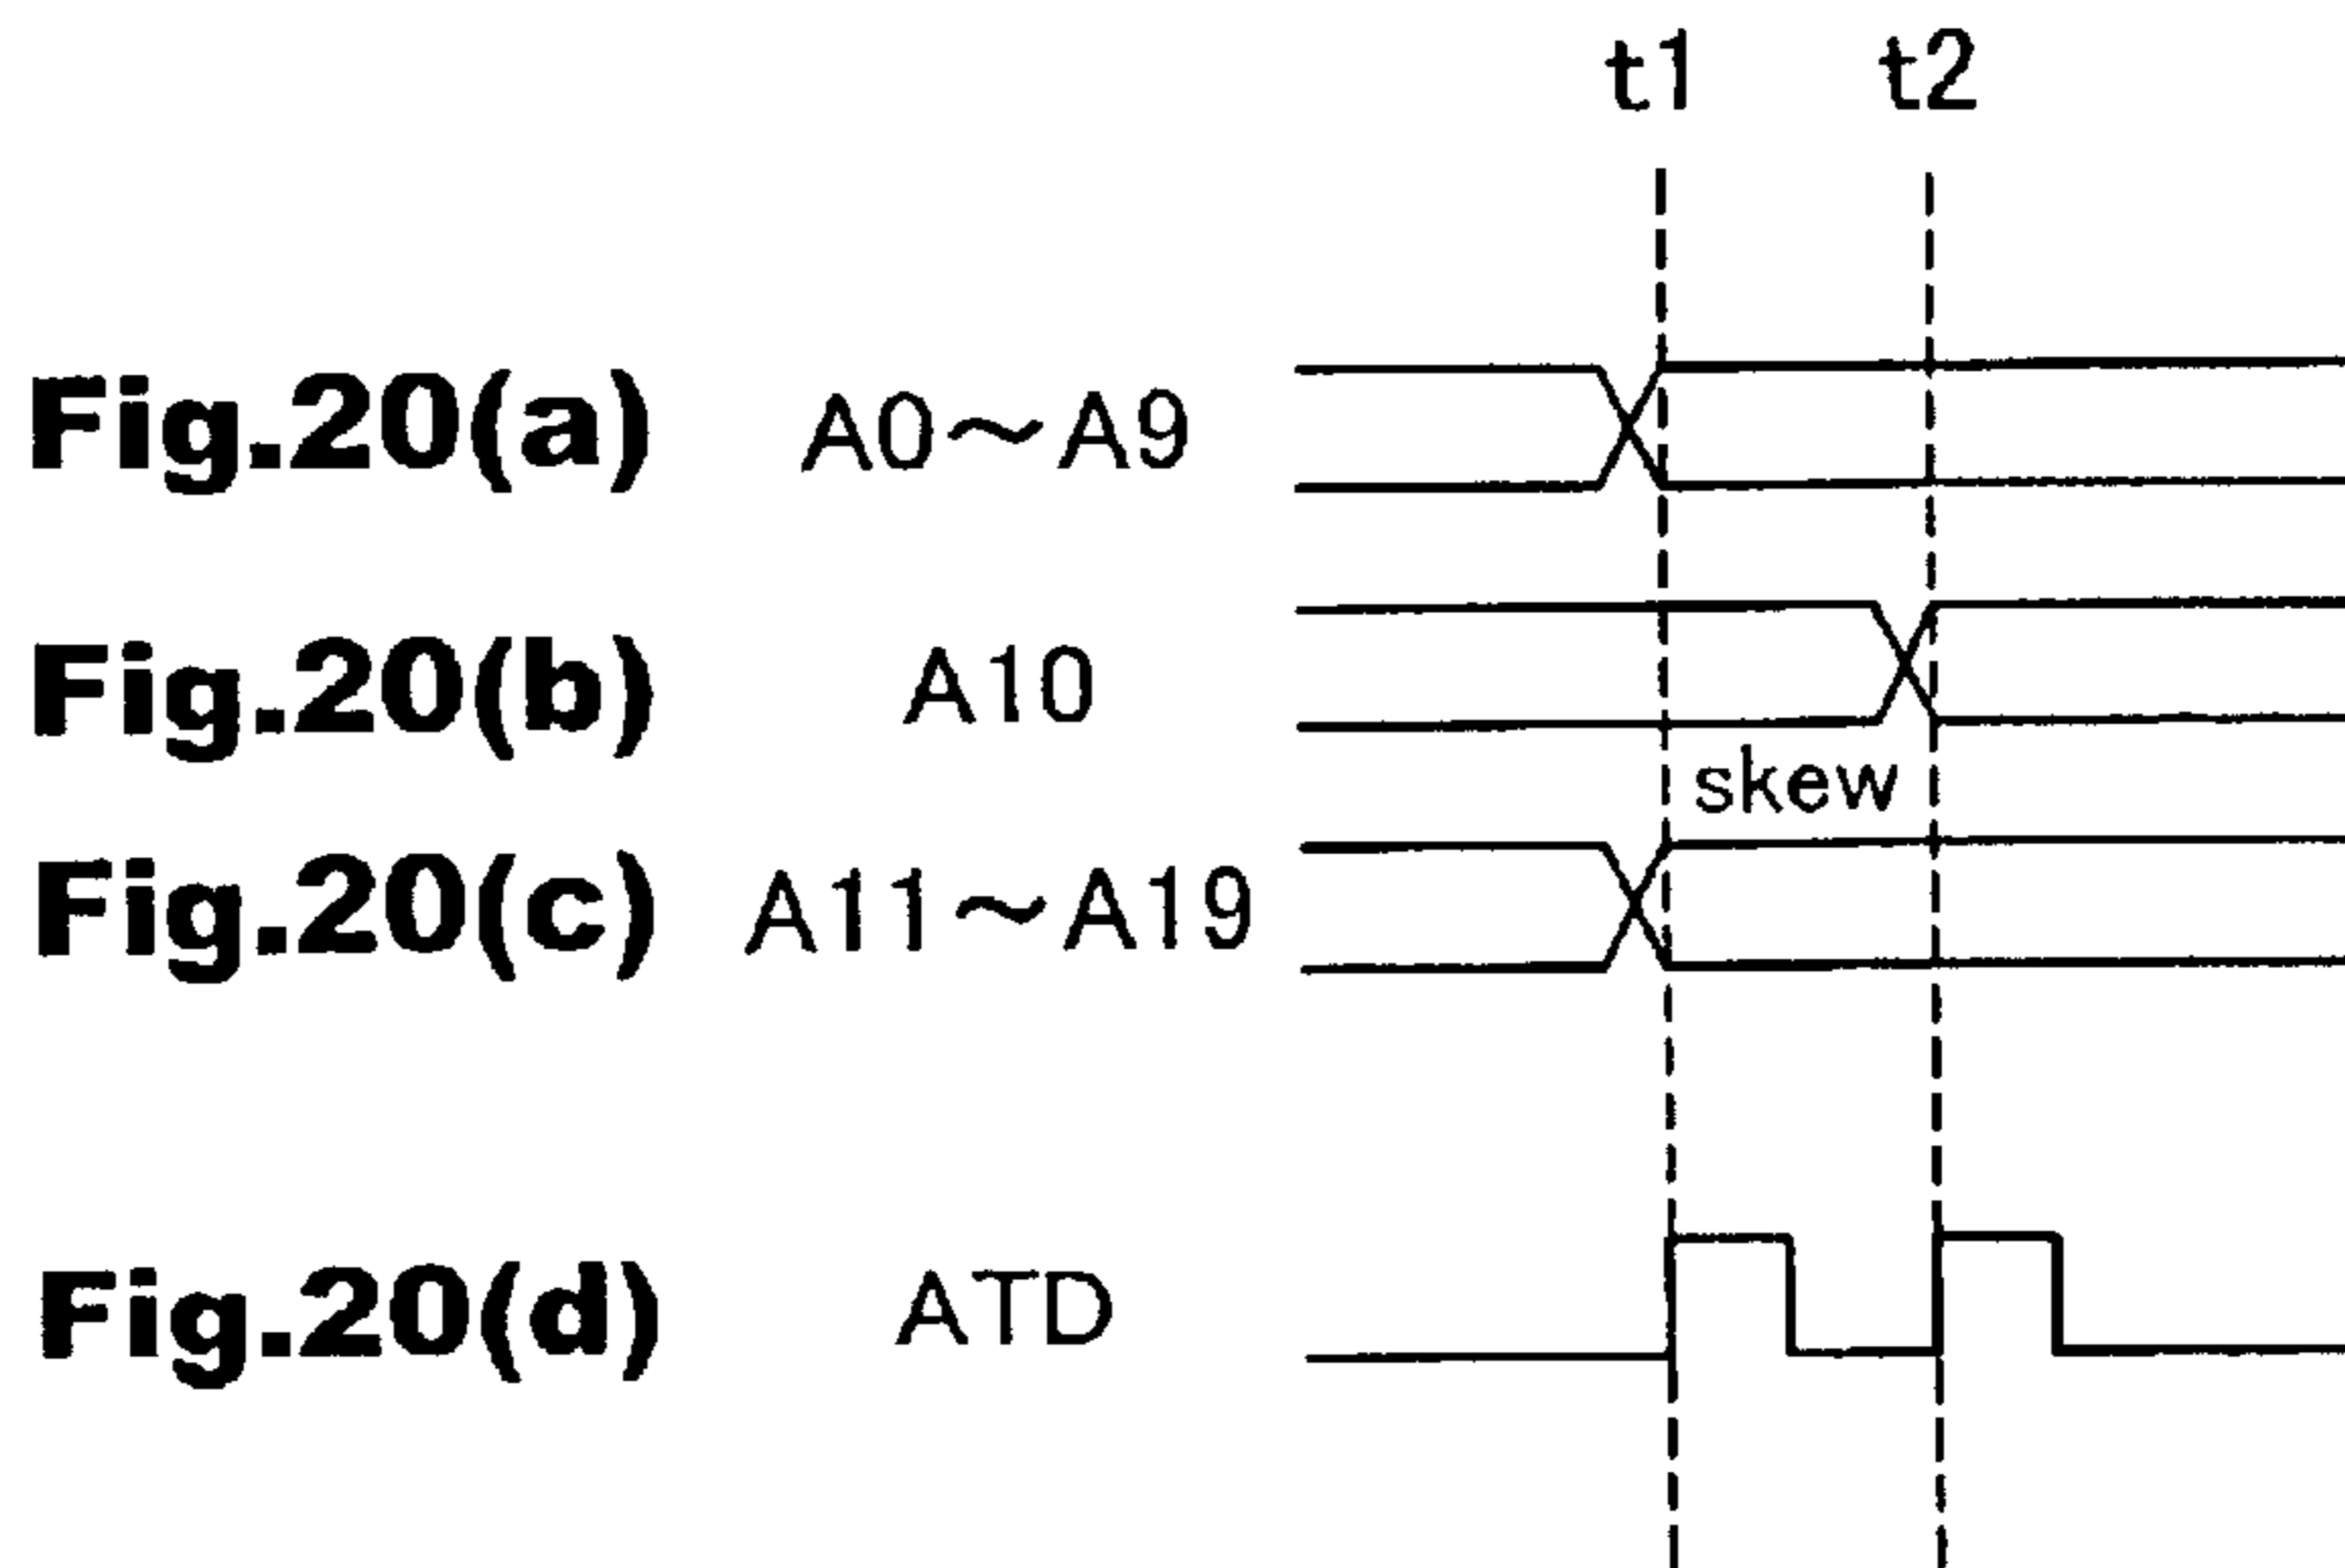 t1 t2
Fig.20(a) A0～A9
Fig.20(b) A10
skew
Fig.20(c) A11～A19
Fig.20(d) ATD